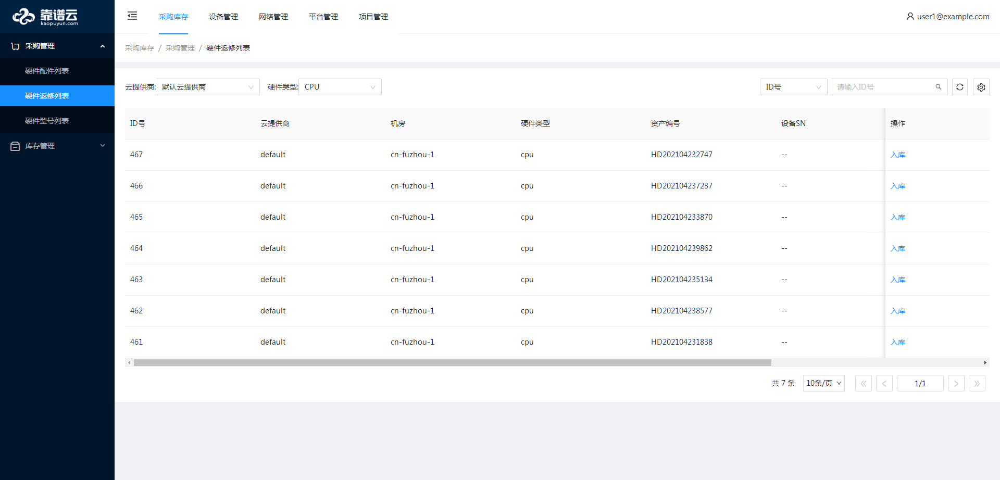 靠谱云
kaopuyun.com
采购库存 设备管理 网络管理 平台管理 项目管理 user1@example.com
采购管理
硬件配件列表
硬件返修列表
硬件型号列表
库存管理
采购库存 / 采购管理 / 硬件返修列表
云提供商: 默认云提供商 硬件类型: CPU ID号 请输入ID号
ID号 云提供商 机房 硬件类型 资产编号 设备SN 操作
467 default cn-fuzhou-1 cpu HD202104232747 -- 入库
466 default cn-fuzhou-1 cpu HD202104237237 -- 入库
465 default cn-fuzhou-1 cpu HD202104233870 -- 入库
464 default cn-fuzhou-1 cpu HD202104239862 -- 入库
463 default cn-fuzhou-1 cpu HD202104235134 -- 入库
462 default cn-fuzhou-1 cpu HD202104238577 -- 入库
461 default cn-fuzhou-1 cpu HD202104231838 -- 入库
共 7 条 10条/页 1/1